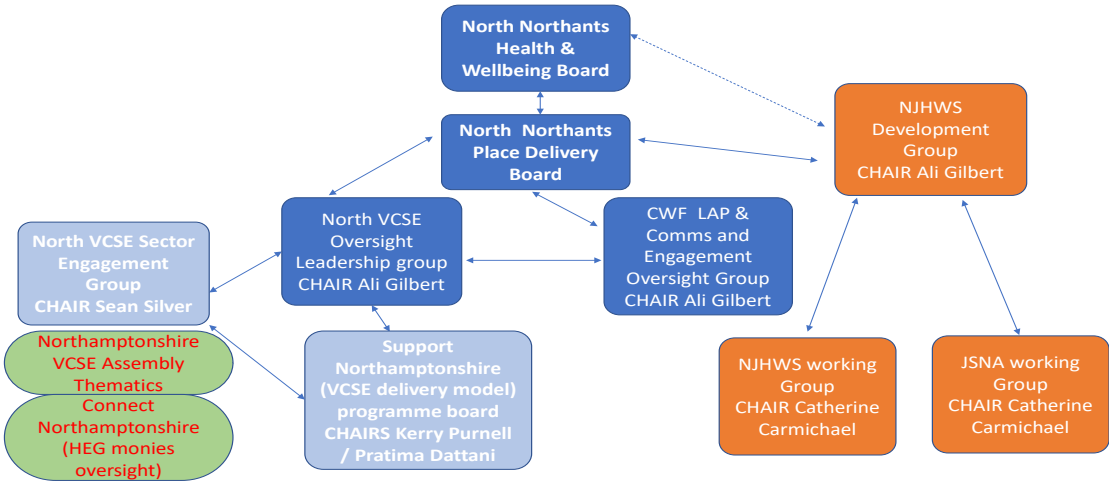 North Northants
Health &
Wellbeing Board
North Northants
Place Delivery
Board
NJHWS
Development
Group
CHAIR Ali Gilbert
North VCSE
Oversight
Leadership group
CHAIR Ali Gilbert
CWF LAP &
Comms and
Engagement
Oversight Group
CHAIR Ali Gilbert
North VCSE Sector
Engagement
Group
CHAIR Sean Silver
Northamptonshire
VCSE Assembly
Thematics
Connect
Northamptonshire
(HEG monies
oversight)
Support
Northamptonshire
(VCSE delivery model)
programme board
CHAIRS Kerry Purnell
/ Pratima Dattani
NJHWS working
Group
CHAIR Catherine
Carmichael
JSNA working
Group
CHAIR Catherine
Carmichael